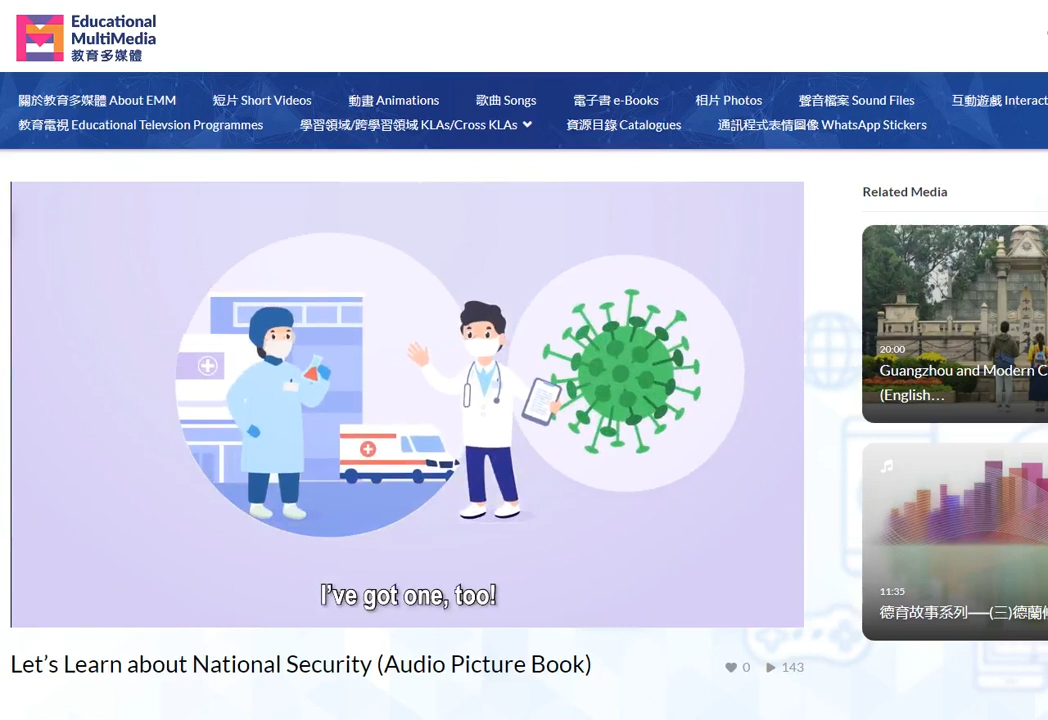 Educational
MultiMedia
教育多媒體
關於教育多媒體 About EMM 短片 Short Videos 動畫 Animations 歌曲 Songs 電子書 e-Books 相片 Photos 聲音檔案 Sound Files 互動遊戲 Interact
教育電視 Educational Televsion Programmes 學習領域/跨學習領域 KLAs/Cross KLAs 資源目錄 Catalogues 通訊程式表情圖像 WhatsApp Stickers
I've got one, too!
Let's Learn about National Security (Audio Picture Book)
0 143
Related Media
20:00
Guangzhou and Modern C
(English...
11:35
德育故事系列──(三)德蘭